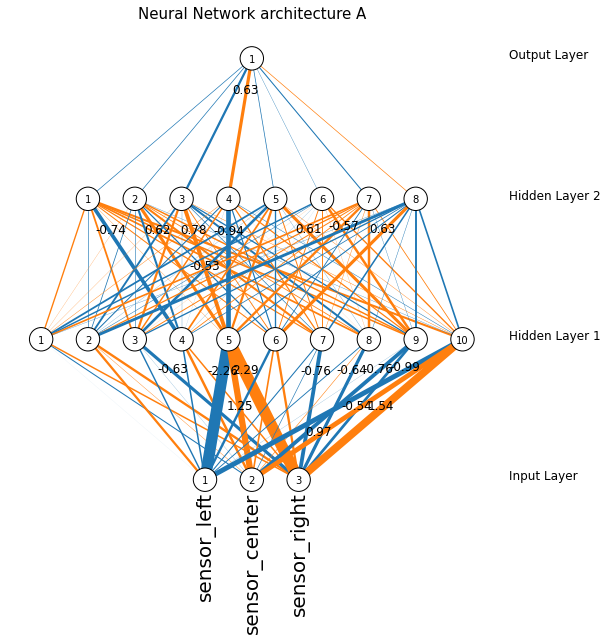 Neural Network architecture A
Output Layer
1
0.63
Hidden Layer 2
1 2 3 4 5 6 7 8
-0.74 0.62 0.78 -0.94 0.61 -0.57 0.63
-0.53
Hidden Layer 1
1 2 3 4 5 6 7 8 9 10
-0.63 -2.26 2.29 -0.76 -0.64 -0.76 -0.99
1.25 -0.54 1.54
0.97
Input Layer
1 2 3
sensor_left
sensor_center
sensor_right